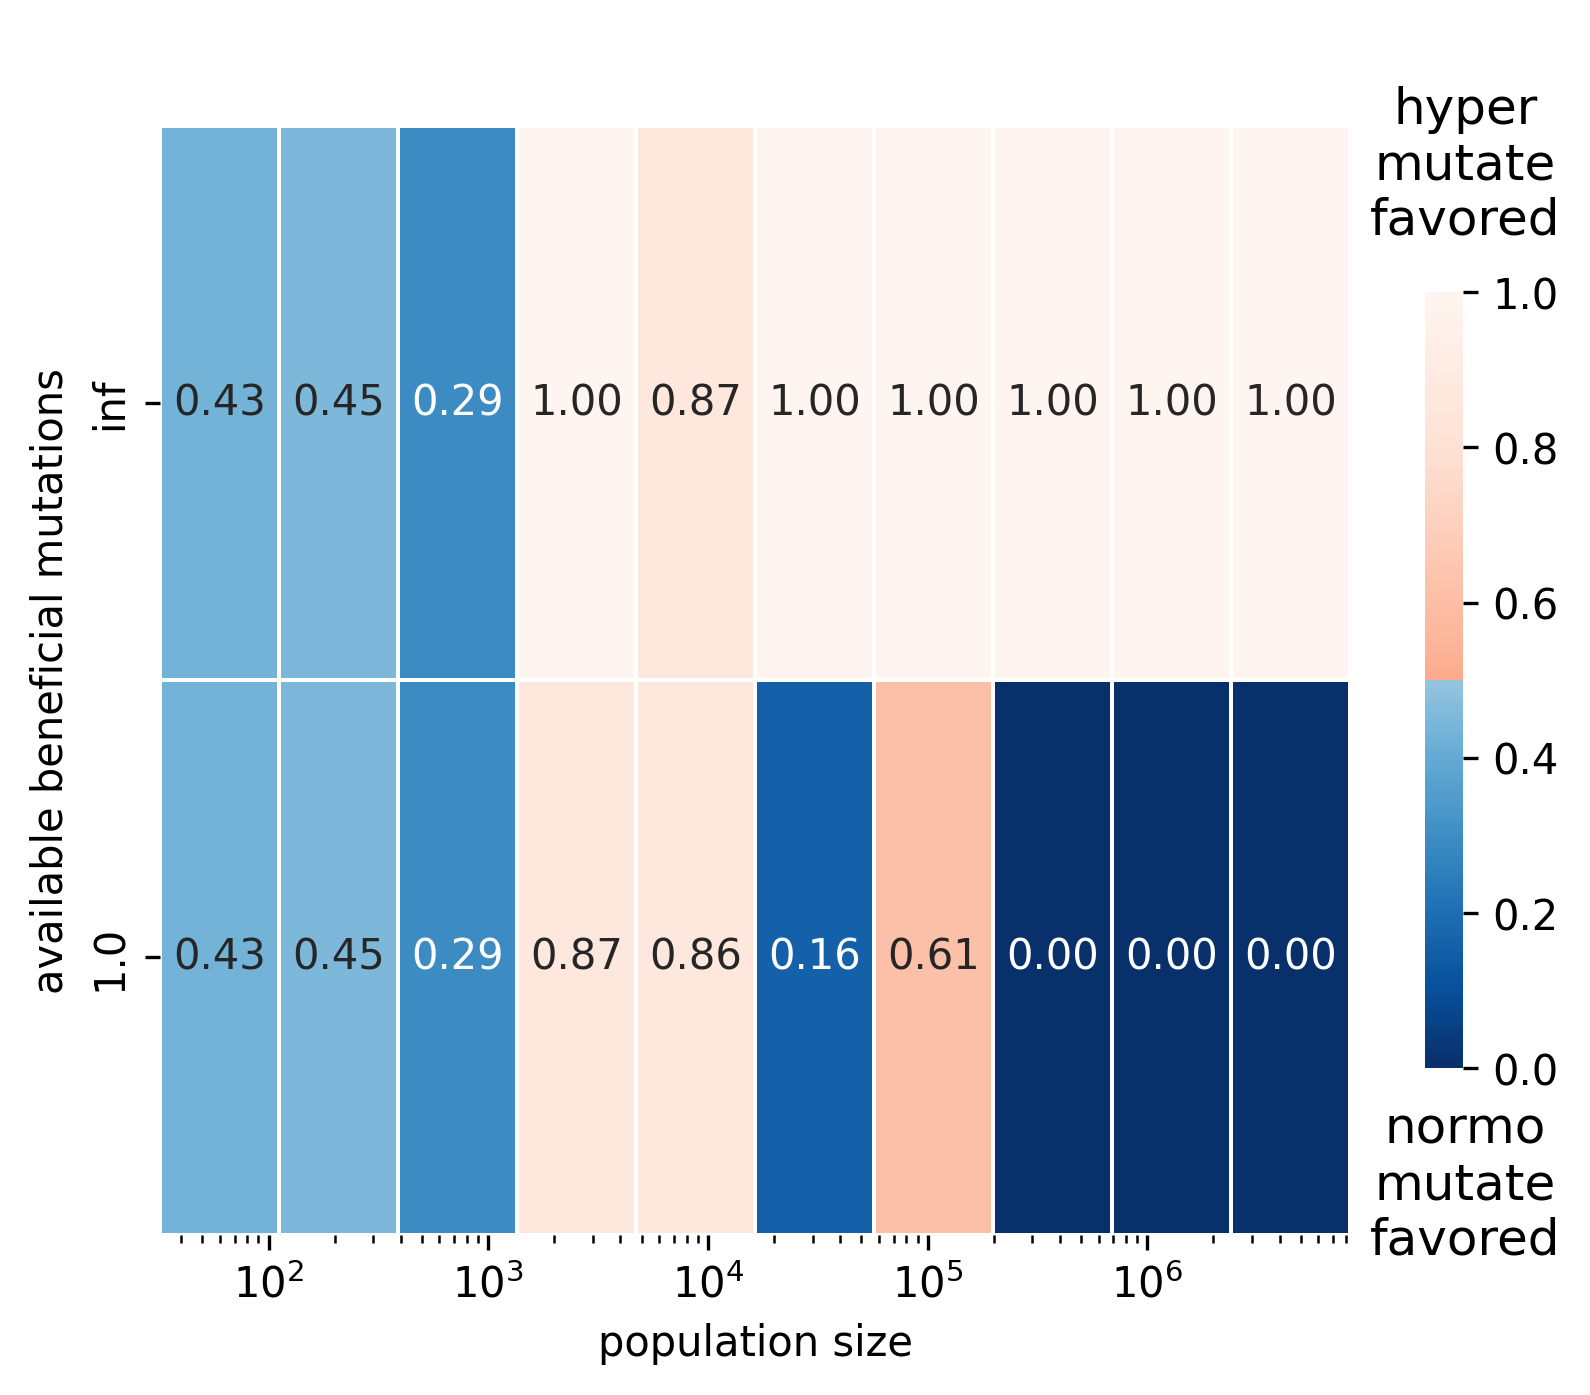 hyper
mutate
favored
available beneficial mutations
inf
0.43 0.45 0.29 1.00 0.87 1.00 1.00 1.00 1.00 1.00
1.0
0.43 0.45 0.29 0.87 0.86 0.16 0.61 0.00 0.00 0.00
1.0
0.8
0.6
0.4
0.2
0.0
normo
mutate
favored
10² 10³ 10⁴ 10⁵ 10⁶
population size